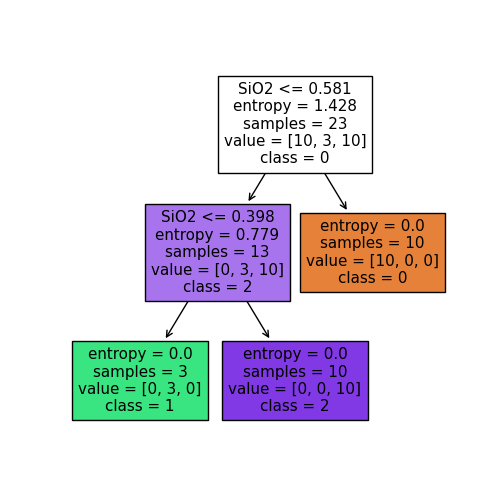 SiO2 <= 0.581
entropy = 1.428
samples = 23
value = [10, 3, 10]
class = 0
SiO2 <= 0.398
entropy = 0.779
samples = 13
value = [0, 3, 10]
class = 2
entropy = 0.0
samples = 10
value = [10, 0, 0]
class = 0
entropy = 0.0
samples = 3
value = [0, 3, 0]
class = 1
entropy = 0.0
samples = 10
value = [0, 0, 10]
class = 2